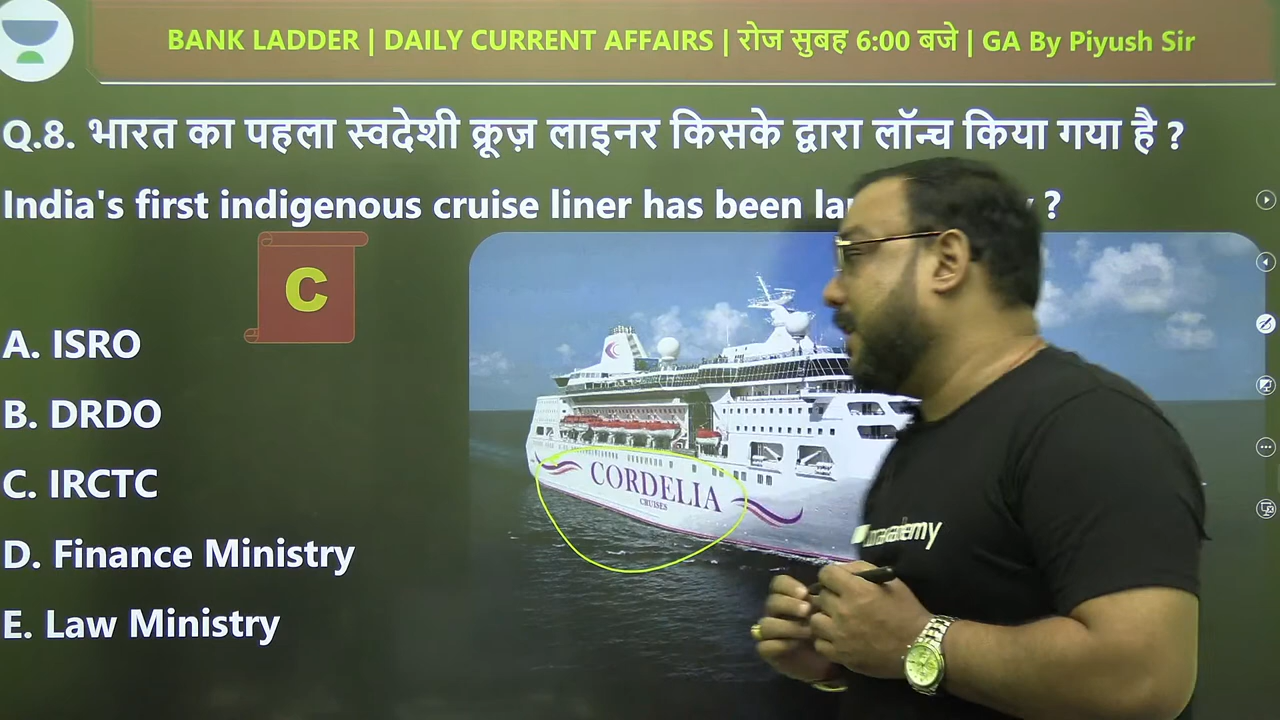 BANK LADDER | DAILY CURRENT AFFAIRS | रोज सुबह 6:00 बजे | GA By Piyush Sir
Q.8. भारत का पहला स्वदेशी क्रूज़ लाइनर किसके द्वारा लॉन्च किया गया है ?
India's first indigenous cruise liner has been ?
C
A. ISRO
B. DRDO
C. IRCTC
D. Finance Ministry
E. Law Ministry
CORDELIA
CRUISES